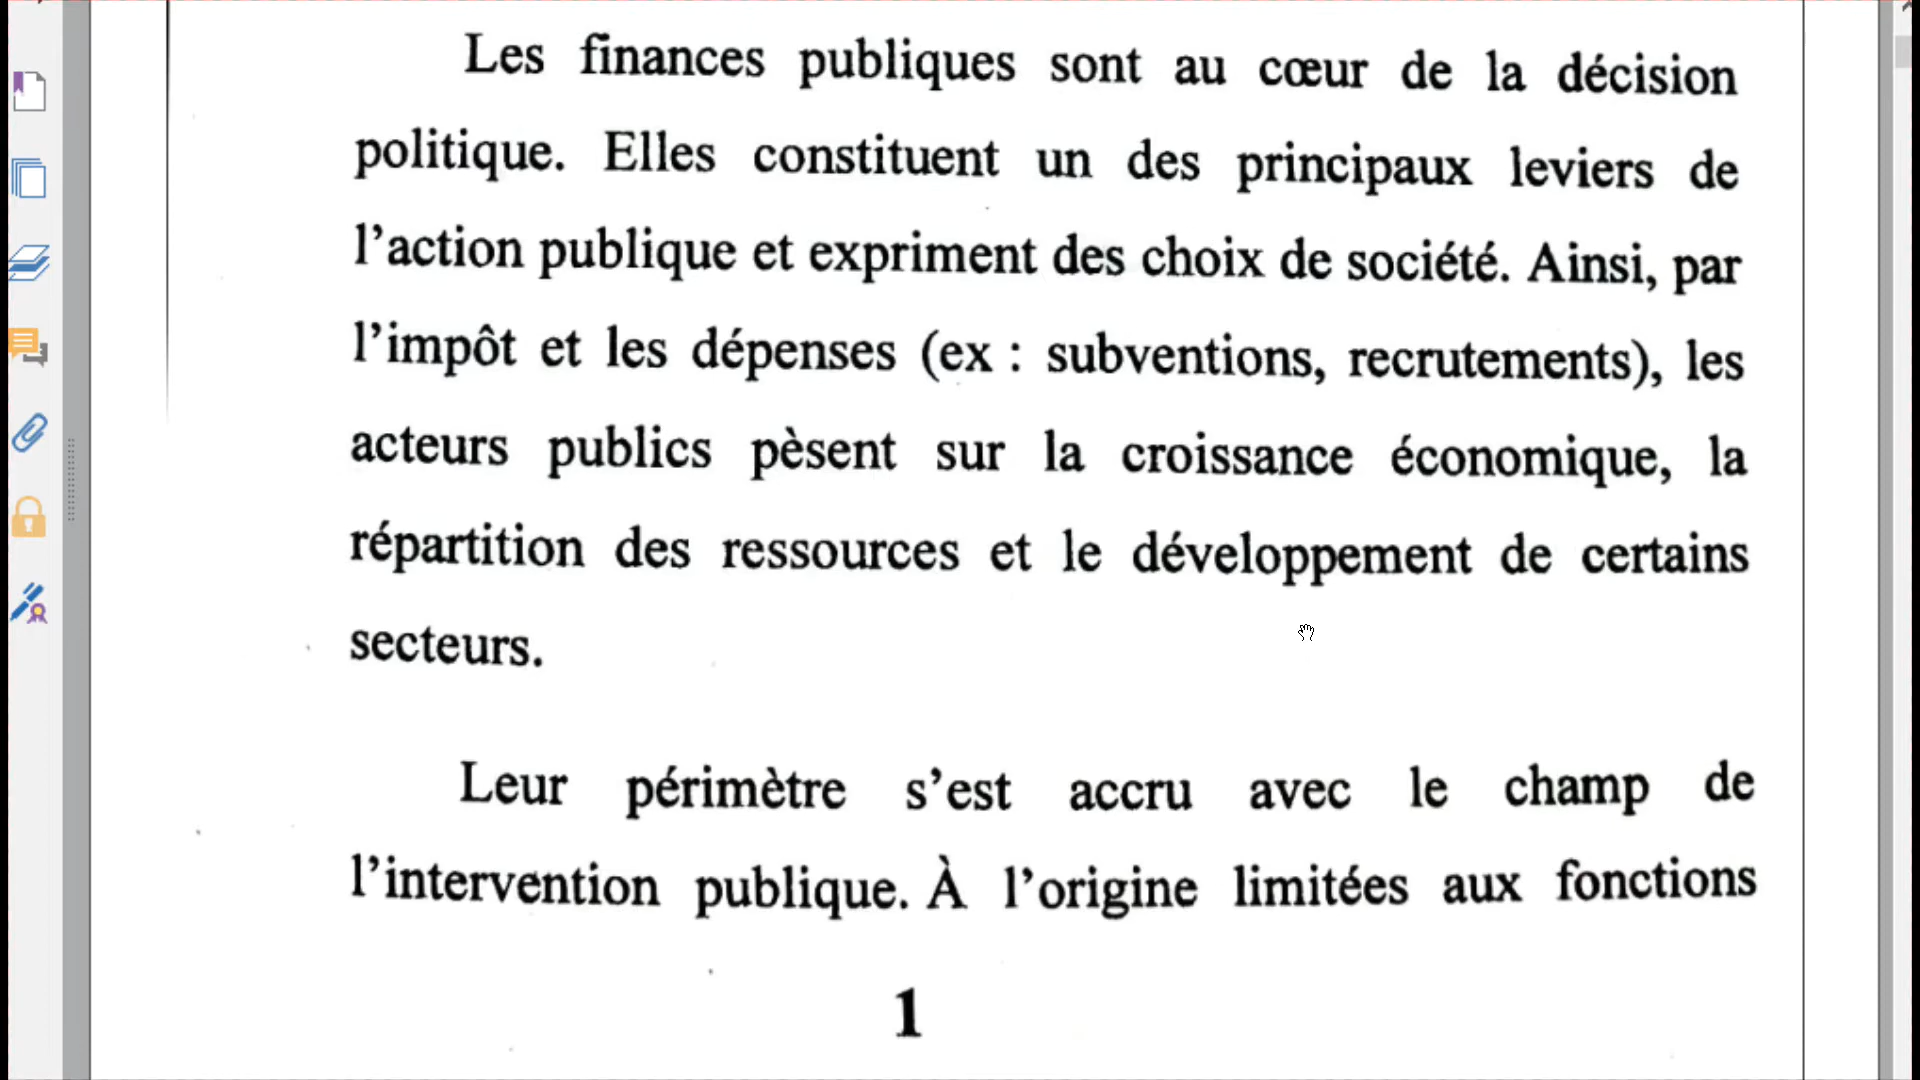 Les finances publiques sont au cœur de la décision
politique. Elles constituent un des principaux leviers de
l’action publique et expriment des choix de société. Ainsi, par
l’impôt et les dépenses (ex : subventions, recrutements), les
acteurs publics pèsent sur la croissance économique, la
répartition des ressources et le développement de certains
secteurs.
Leur périmètre s’est accru avec le champ de
l’intervention publique. À l’origine limitées aux fonctions
1